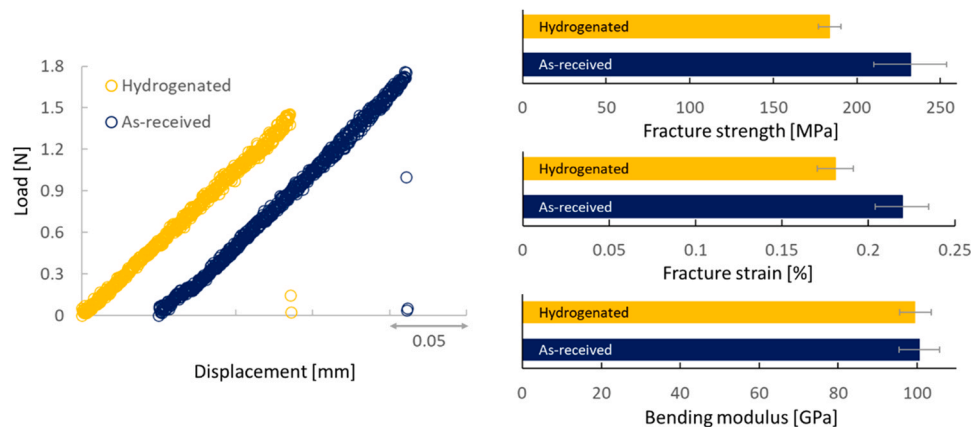 1.8
1.5
1.2
0.9
0.6
0.3
0
Load [N]
Hydrogenated
As-received
0.05
Displacement [mm]
Hydrogenated
As-received
0 50 100 150 200 250
Fracture strength [MPa]
Hydrogenated
As-received
0 0.05 0.1 0.15 0.2 0.25
Fracture strain [%]
Hydrogenated
As-received
0 20 40 60 80 100
Bending modulus [GPa]